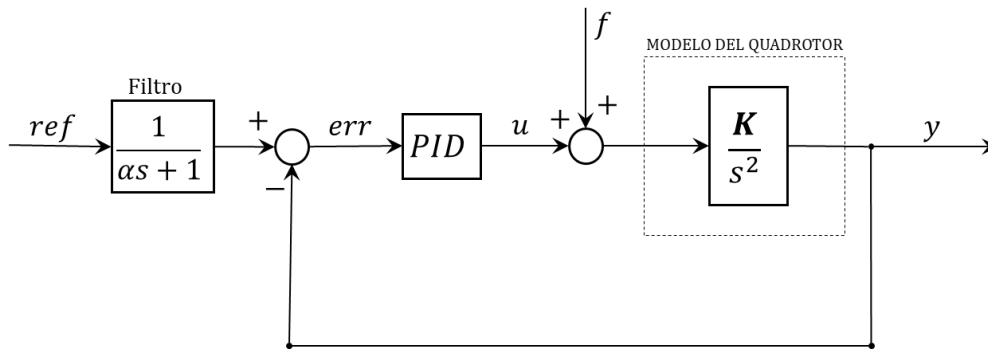 f
MODELO DEL QUADROTOR
Filtro
ref
1
αs + 1
+
−
err
PID
u
+
+
K
s²
y